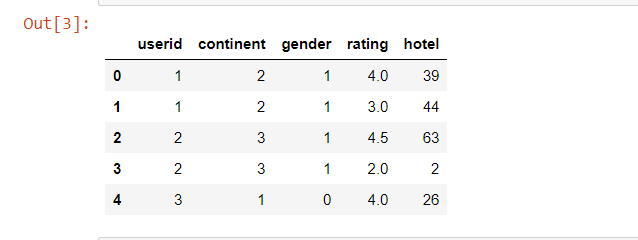 Out[3]:
userid continent gender rating hotel
0 1 2 1 4.0 39
1 1 2 1 3.0 44
2 2 3 1 4.5 63
3 2 3 1 2.0 2
4 3 1 0 4.0 26